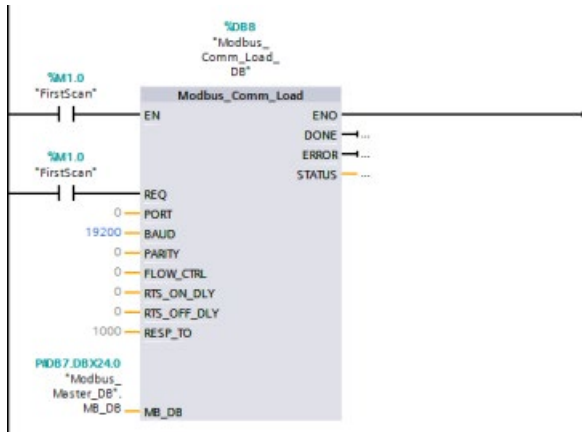 %DB8
"Modbus_
Comm_Load_
DB"
%M1.0
"FirstScan"
Modbus_Comm_Load
EN
ENO
DONE
...
ERROR
...
STATUS
...
%M1.0
"FirstScan"
REQ
0
PORT
19200
BAUD
0
PARITY
0
FLOW_CTRL
0
RTS_ON_DLY
0
RTS_OFF_DLY
1000
RESP_TO
P#DB7.DBX24.0
"Modbus_
Master_DB".
MB_DB
MB_DB